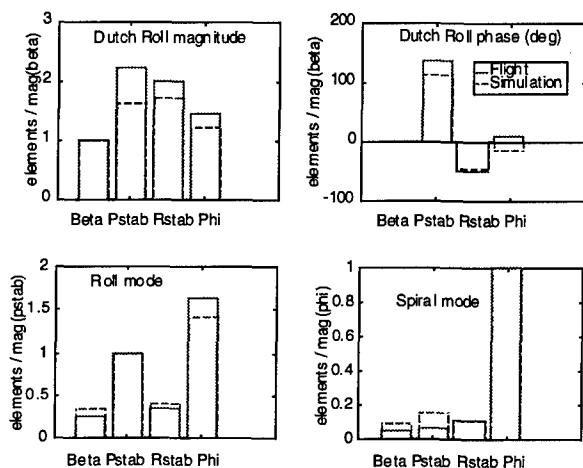 Dutch Roll magnitude
elements / mag(beta)
3
2
1
0
Beta Pstab Rstab Phi
Dutch Roll phase (deg)
elements / mag(beta)
200
100
0
-100
Flight
Simulation
Beta Pstab Rstab Phi
Roll mode
elements / mag(pstab)
2
1.5
1
0.5
0
Beta Pstab Rstab Phi
Spiral mode
elements / mag(phi)
1
0.8
0.6
0.4
0.2
0
Beta Pstab Rstab Phi